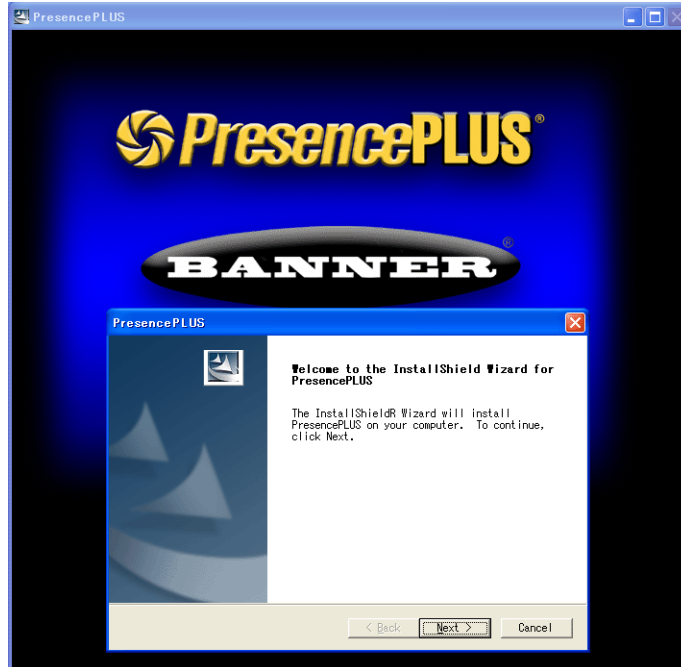 PresencePLUS
PresencePLUS®
BANNER®
PresencePLUS
Welcome to the InstallShield Wizard for
PresencePLUS
The InstallShieldR Wizard will install
PresencePLUS on your computer.  To continue,
click Next.
< Back
Next >
Cancel